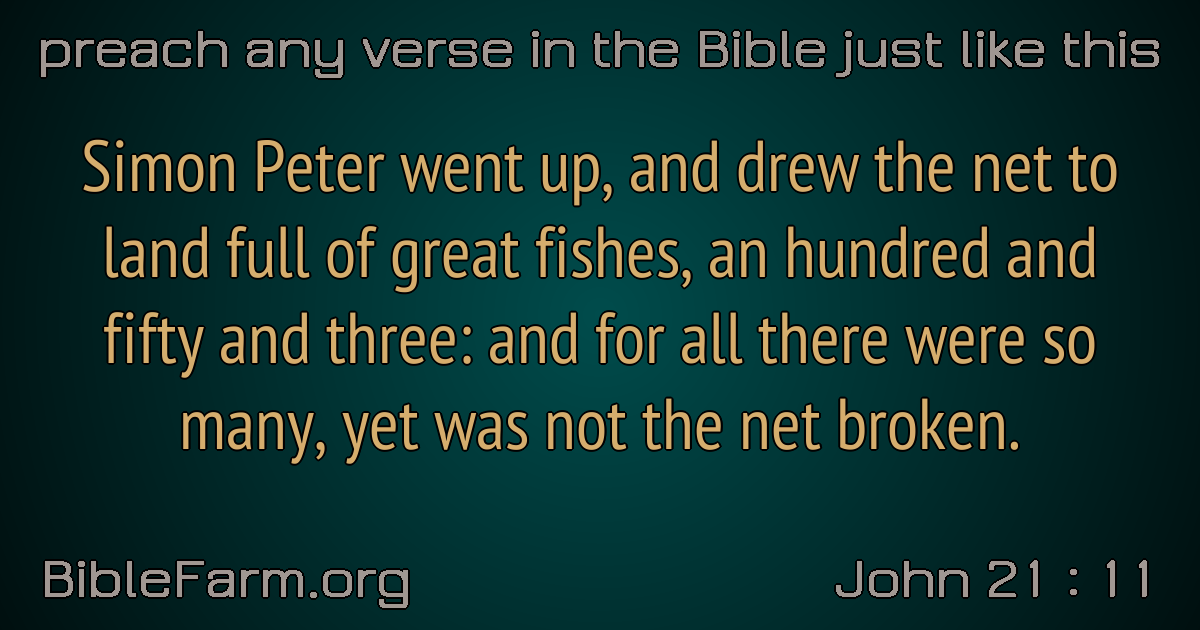 preach any verse in the Bible just like this
Simon Peter went up, and drew the net to
land full of great fishes, an hundred and
fifty and three: and for all there were so
many, yet was not the net broken.
BibleFarm.org
John 21 : 11